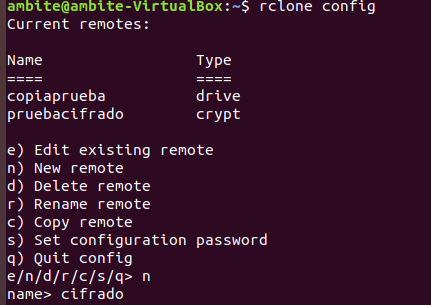 ambite@ambite-VirtualBox:~$ rclone config
Current remotes:
Name                 Type
====                 ====
copiaprueba          drive
pruebacifrado        crypt
e) Edit existing remote
n) New remote
d) Delete remote
r) Rename remote
c) Copy remote
s) Set configuration password
q) Quit config
e/n/d/r/c/s/q> n
name> cifrado